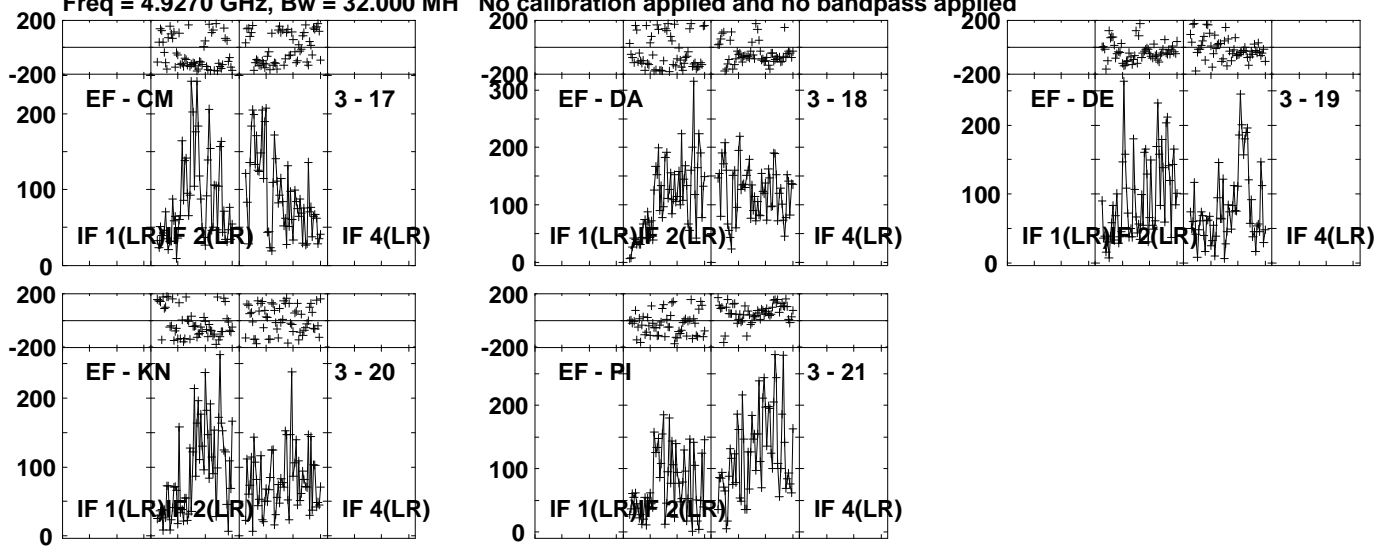 Freq = 4.9270 GHz, Bw = 32.000 MH No calibration applied and no bandpass applied
200 200 200
-200 -200 -200
300
EF - CM 3 - 17 EF - DA 3 - 18 EF - DE 3 - 19
200 200 200
100 100 100
IF 1(LR) IF 2(LR) IF 4(LR) IF 1(LR) IF 2(LR) IF 4(LR) IF 1(LR) IF 2(LR) IF 4(LR)
0 0 0
200 200
-200 -200
EF - KN 3 - 20 EF - PI 3 - 21
200 200
100 100
IF 1(LR) IF 2(LR) IF 4(LR) IF 1(LR) IF 2(LR) IF 4(LR)
0 0